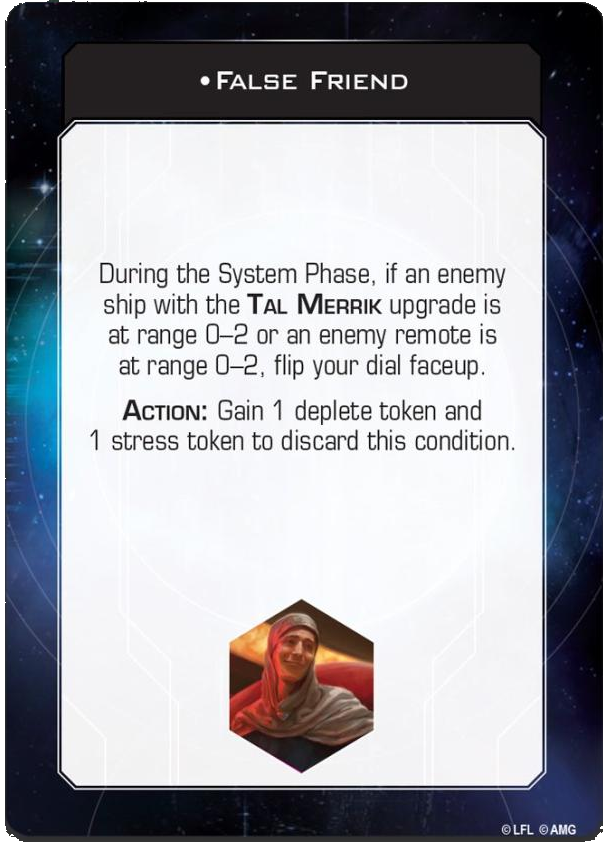 •False Friend
During the System Phase, if an enemy
ship with the Tal Merrik upgrade is
at range 0–2 or an enemy remote is
at range 0–2, flip your dial faceup.
Action: Gain 1 deplete token and
1 stress token to discard this condition.
© LFL © AMG